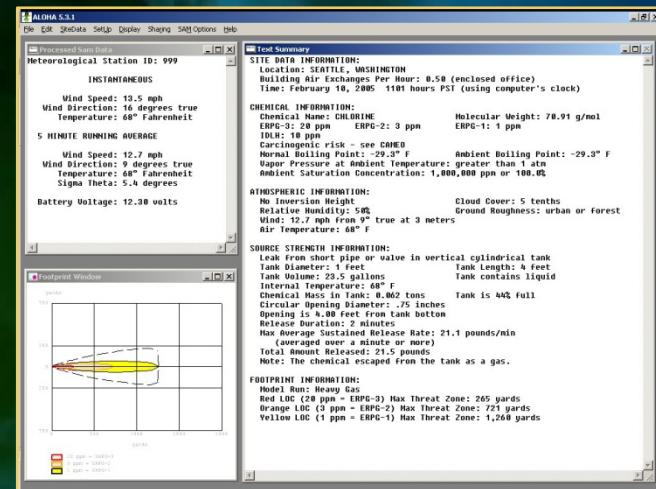 ALOHA 5.3.1
File Edit SiteData SetUp Display Sharing SAM Options Help
Processed Sam Data
Meteorological Station ID: 999
INSTANTANEOUS
Wind Speed: 13.5 mph
Wind Direction: 16 degrees true
Temperature: 68° Fahrenheit
5 MINUTE RUNNING AVERAGE
Wind Speed: 12.7 mph
Wind Direction: 9 degrees true
Temperature: 68° Fahrenheit
Sigma Theta: 5.4 degrees
Battery Voltage: 12.30 volts
Footprint Window
yards
yards
Text Summary
SITE DATA INFORMATION:
Location: SEATTLE, WASHINGTON
Building Air Exchanges Per Hour: 0.50 (enclosed office)
Time: February 10, 2005 1101 hours PST (using computer's clock)
CHEMICAL INFORMATION:
Chemical Name: CHLORINE Molecular Weight: 70.91 g/mol
ERPG-3: 20 ppm ERPG-2: 3 ppm ERPG-1: 1 ppm
IDLH: 10 ppm
Carcinogenic risk - see CAMEO
Normal Boiling Point: -29.3° F Ambient Boiling Point: -29.3° F
Vapor Pressure at Ambient Temperature: greater than 1 atm
Ambient Saturation Concentration: 1,000,000 ppm or 100.0%
ATMOSPHERIC INFORMATION:
No Inversion Height Cloud Cover: 5 tenths
Relative Humidity: 50% Ground Roughness: urban or forest
Wind: 12.7 mph from 9° true at 3 meters
Air Temperature: 68° F
SOURCE STRENGTH INFORMATION:
Leak from short pipe or valve in vertical cylindrical tank
Tank Diameter: 1 feet Tank Length: 4 feet
Tank Volume: 23.5 gallons Tank contains liquid
Internal Temperature: 68° F
Chemical Mass in Tank: 0.062 tons Tank is 44% full
Circular Opening Diameter: .75 inches
Opening is 4.00 feet from tank bottom
Release Duration: 2 minutes
Max Average Sustained Release Rate: 21.1 pounds/min
(averaged over a minute or more)
Total Amount Released: 21.5 pounds
Note: The chemical escaped from the tank as a gas.
FOOTPRINT INFORMATION:
Model Run: Heavy Gas
Red LOC (20 ppm = ERPG-3) Max Threat Zone: 265 yards
Orange LOC (3 ppm = ERPG-2) Max Threat Zone: 721 yards
Yellow LOC (1 ppm = ERPG-1) Max Threat Zone: 1,260 yards